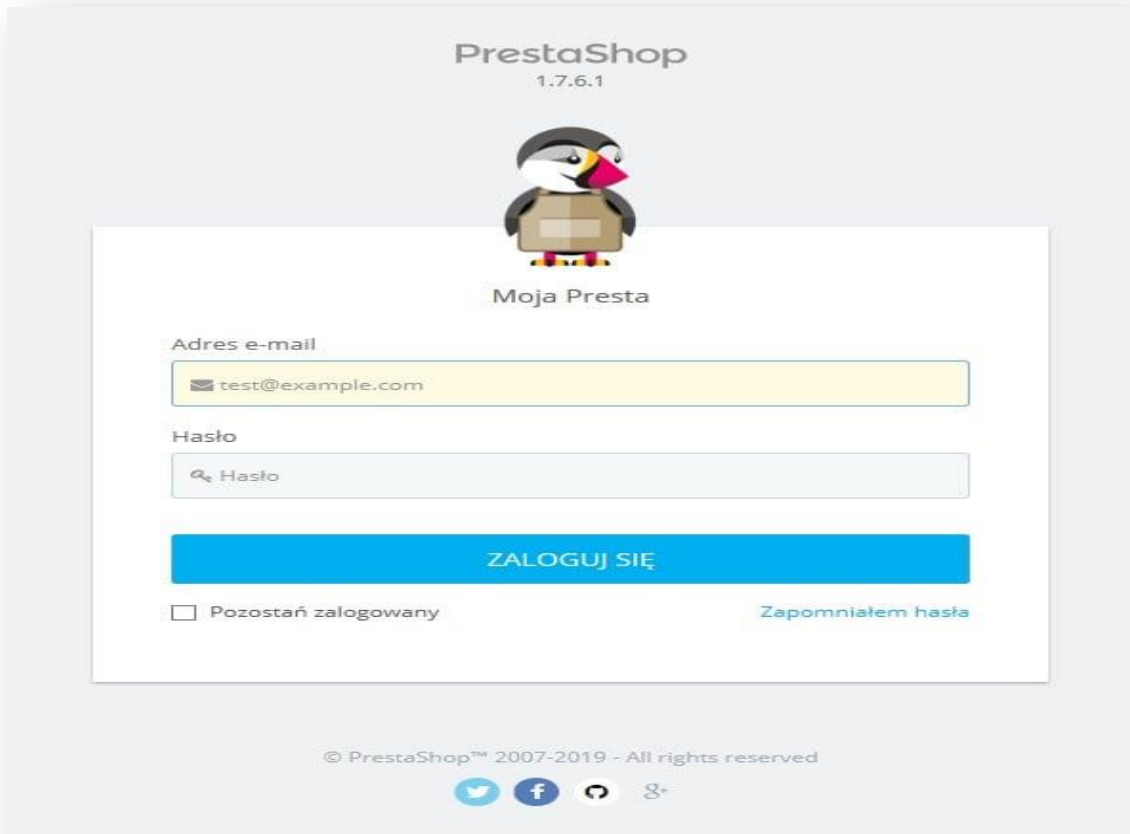 PrestaShop
1.7.6.1
Moja Presta
Adres e-mail
test@example.com
Hasło
Hasło
ZALOGUJ SIĘ
Pozostań zalogowany
Zapomniałem hasła
© PrestaShop™ 2007-2019 - All rights reserved